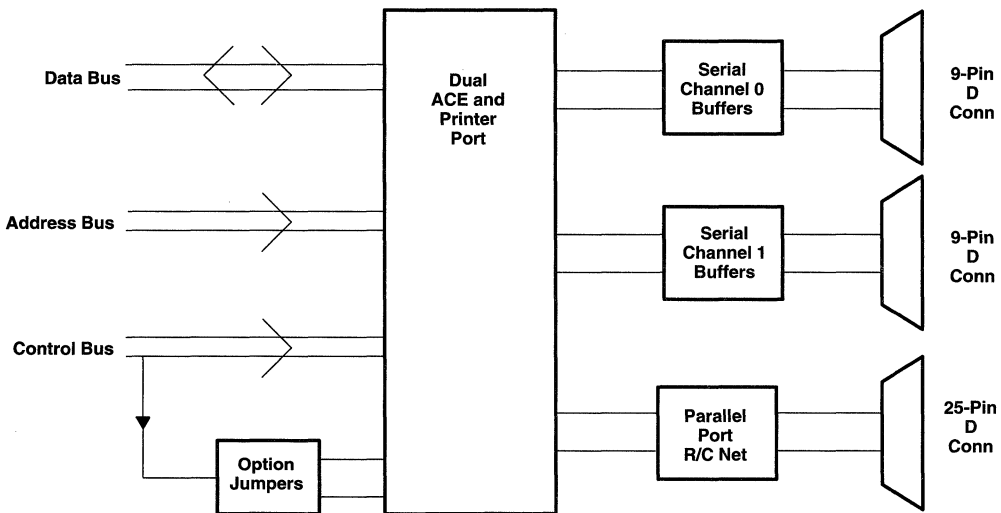 Data Bus
Address Bus
Control Bus
Option
Jumpers
Dual
ACE and
Printer
Port
Serial
Channel 0
Buffers
9-Pin
D
Conn
Serial
Channel 1
Buffers
9-Pin
D
Conn
Parallel
Port
R/C Net
25-Pin
D
Conn